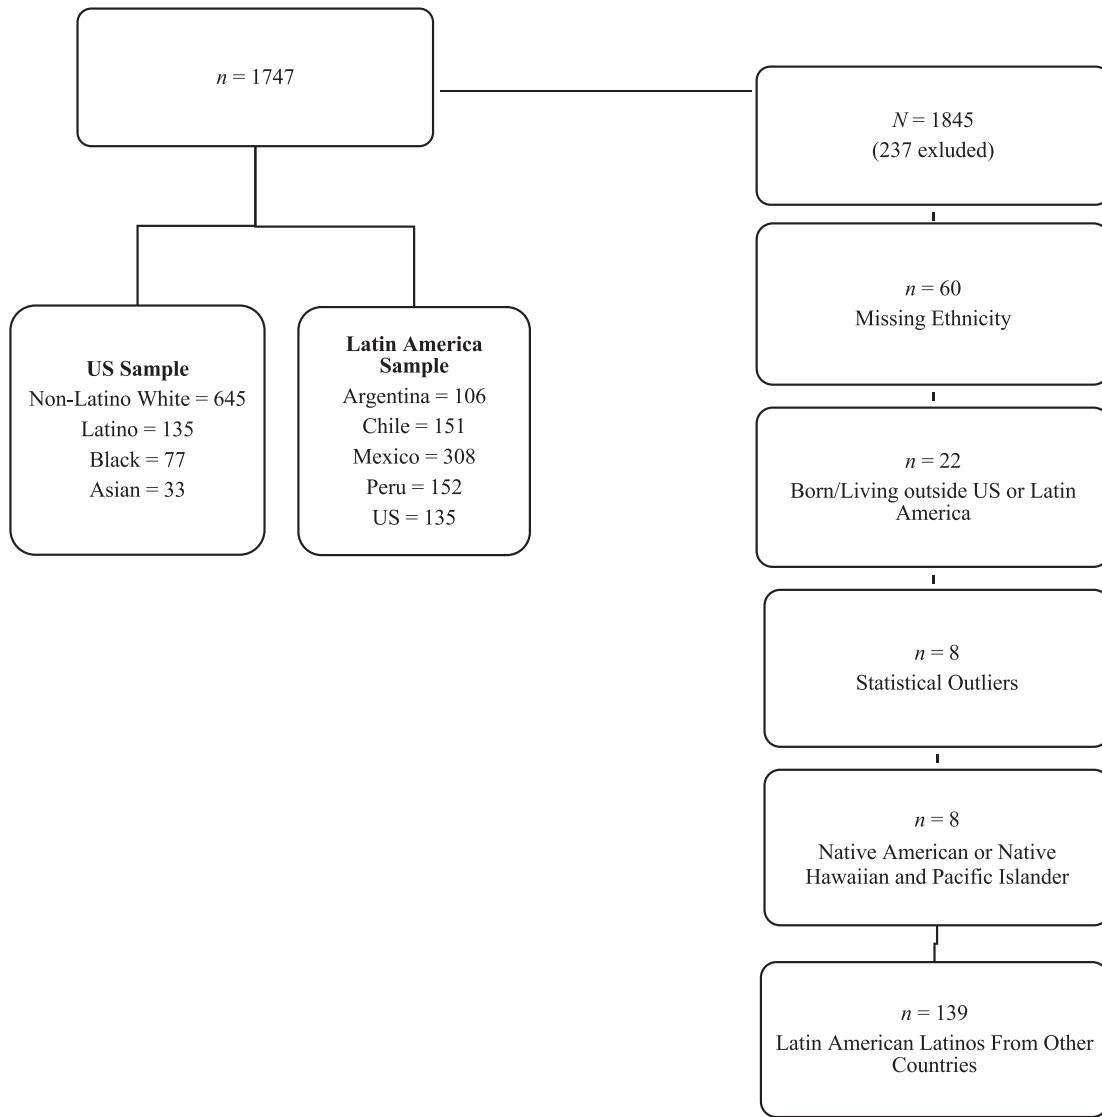 n = 1747
N = 1845
(237 exluded)
n = 60
Missing Ethnicity
US Sample
Non-Latino White = 645
Latino = 135
Black = 77
Asian = 33
Latin America
Sample
Argentina = 106
Chile = 151
Mexico = 308
Peru = 152
US = 135
n = 22
Born/Living outside US or Latin
America
n = 8
Statistical Outliers
n = 8
Native American or Native
Hawaiian and Pacific Islander
n = 139
Latin American Latinos From Other
Countries